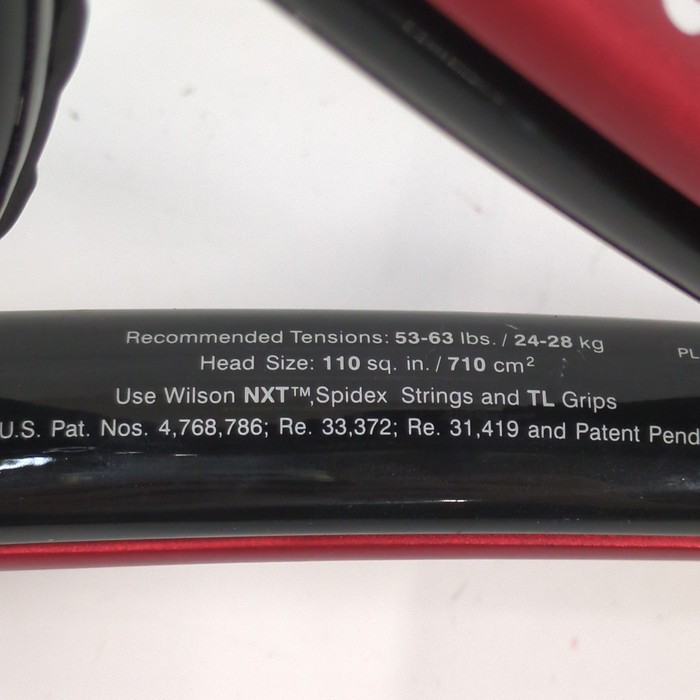 Recommended Tensions: 53-63 lbs. / 24-28 kg
Head Size: 110 sq. in. / 710 cm²
PL
Use Wilson NXT™,Spidex Strings and TL Grips
U.S. Pat. Nos. 4,768,786; Re. 33,372; Re. 31,419 and Patent Pend